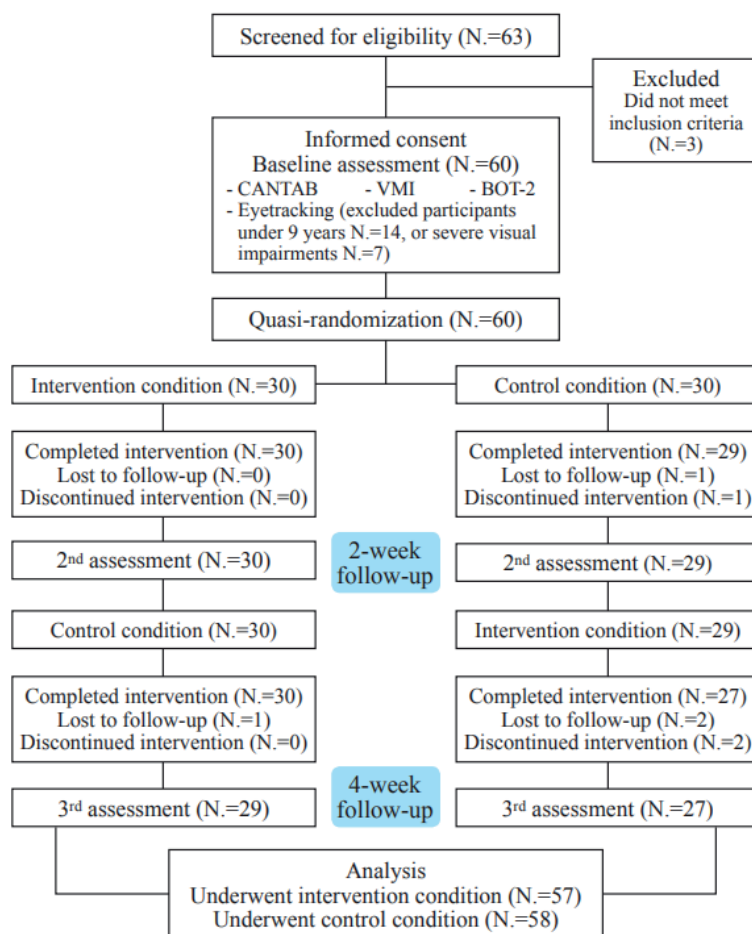 Screened for eligibility (N.=63)
Excluded
Did not meet
inclusion criteria
(N.=3)
Informed consent
Baseline assessment (N.=60)
- CANTAB - VMI - BOT-2
- Eyetracking (excluded participants
under 9 years N.=14, or severe visual
impairments N.=7)
Quasi-randomization (N.=60)
Intervention condition (N.=30)
Control condition (N.=30)
Completed intervention (N.=30)
Lost to follow-up (N.=0)
Discontinued intervention (N.=0)
Completed intervention (N.=29)
Lost to follow-up (N.=1)
Discontinued intervention (N.=1)
2nd assessment (N.=30)
2-week
follow-up
2nd assessment (N.=29)
Control condition (N.=30)
Intervention condition (N.=29)
Completed intervention (N.=30)
Lost to follow-up (N.=1)
Discontinued intervention (N.=0)
Completed intervention (N.=27)
Lost to follow-up (N.=2)
Discontinued intervention (N.=2)
3rd assessment (N.=29)
4-week
follow-up
3rd assessment (N.=27)
Analysis
Underwent intervention condition (N.=57)
Underwent control condition (N.=58)